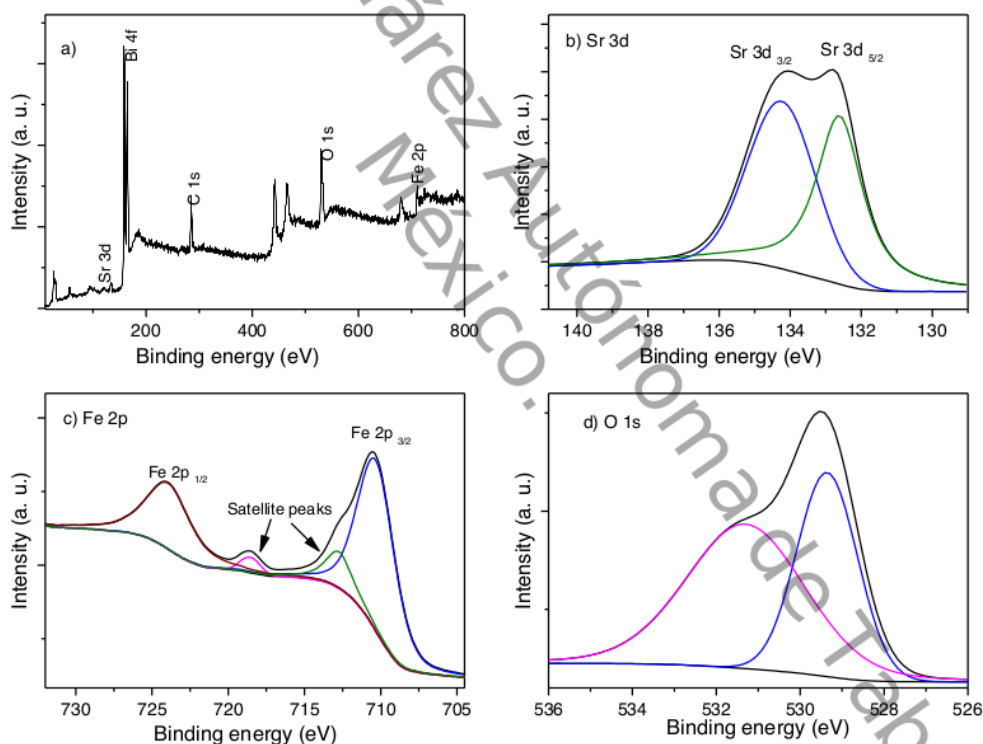 a)
Bi 4f
Sr 3d
C 1s
O 1s
Fe 2p
Intensity (a. u.)
200
400
600
800
Binding energy (eV)
b) Sr 3d
Sr 3d 3/2
Sr 3d 5/2
Intensity (a. u.)
140
138
136
134
132
130
Binding energy (eV)
c) Fe 2p
Fe 2p 1/2
Fe 2p 3/2
Satellite peaks
Intensity (a. u.)
730
725
720
715
710
705
Binding energy (eV)
d) O 1s
Intensity (a. u.)
536
534
532
530
528
526
Binding energy (eV)
Autónoma de
México.